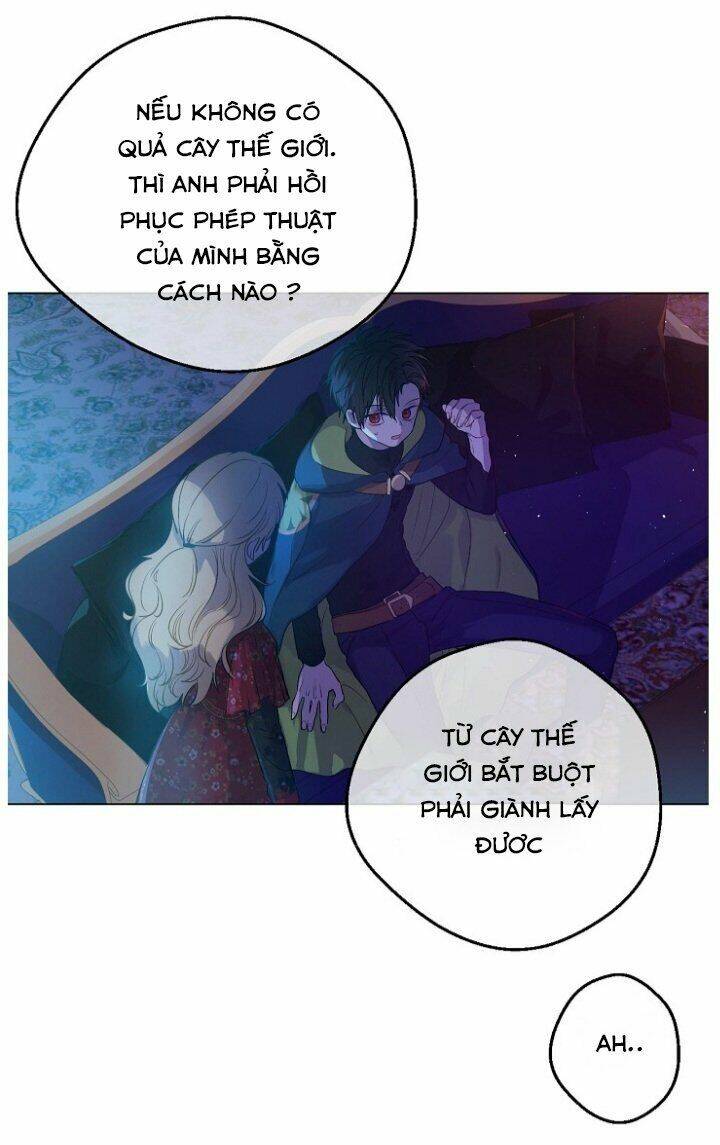 NẾU KHÔNG CÓ
QUẢ CÂY THẾ GIỚI.
THÌ ANH PHẢI HỒI
PHỤC PHÉP THUẬT
CỦA MÌNH BẰNG
CÁCH NÀO ?
TỪ CÂY THẾ
GIỚI BẮT BUỘT
PHẢI GIÀNH LẤY
ĐƯƠC
AH..